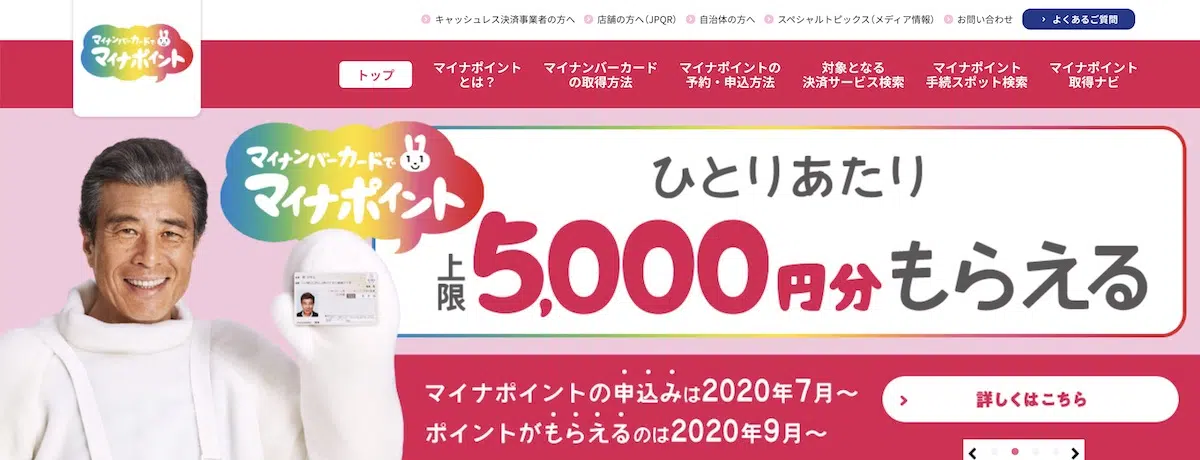 キャッシュレス決済事業者の方へ
店舗の方へ（JPQR）
自治体の方へ
スペシャルトピックス（メディア情報）
お問い合わせ
よくあるご質問
マイナンバーカードで
マイナポイント
トップ
マイナポイント
とは？
マイナンバーカード
の取得方法
マイナポイントの
予約・申込方法
対象となる
決済サービス検索
マイナポイント
手続スポット検索
マイナポイント
取得ナビ
マイナンバーカードで
マイナポイント
ひとりあたり
上限5,000円分もらえる
マイナポイントの申込みは2020年7月～
ポイントがもらえるのは2020年9月～
詳しくはこちら